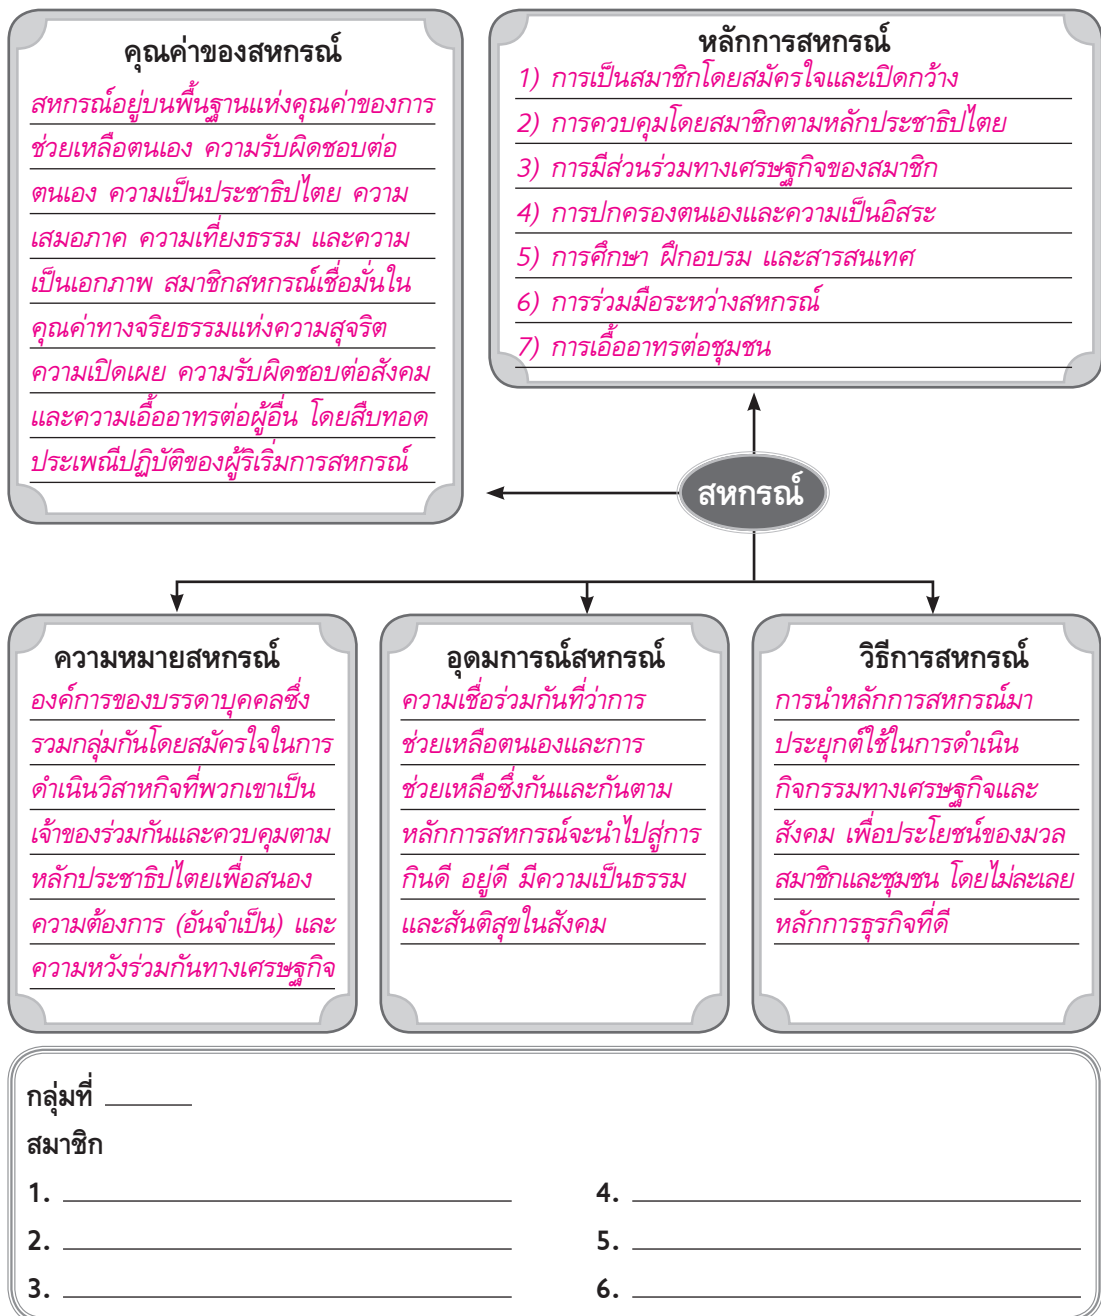 คุณค่าของสหกรณ์
สหกรณ์อยู่บนพื้นฐานแห่งคุณค่าของการ
ช่วยเหลือตนเอง ความรับผิดชอบต่อ
ตนเอง ความเป็นประชาธิปไตย ความ
เสมอภาค ความเที่ยงธรรม และความ
เป็นเอกภาพ สมาชิกสหกรณ์เชื่อมั่นใน
คุณค่าทางจริยธรรมแห่งความสุจริต
ความเปิดเผย ความรับผิดชอบต่อสังคม
และความเอื้ออาทรต่อผู้อื่น โดยสืบทอด
ประเพณีปฏิบัติของผู้ริเริ่มการสหกรณ์
หลักการสหกรณ์
1) การเป็นสมาชิกโดยสมัครใจและเปิดกว้าง
2) การควบคุมโดยสมาชิกตามหลักประชาธิปไตย
3) การมีส่วนร่วมทางเศรษฐกิจของสมาชิก
4) การปกครองตนเองและความเป็นอิสระ
5) การศึกษา ฝึกอบรม และสารสนเทศ
6) การร่วมมือระหว่างสหกรณ์
7) การเอื้ออาทรต่อชุมชน
สหกรณ์
ความหมายสหกรณ์
องค์การของบรรดาบุคคลซึ่ง
รวมกลุ่มกันโดยสมัครใจในการ
ดำเนินวิสาหกิจที่พวกเขาเป็น
เจ้าของร่วมกันและควบคุมตาม
หลักประชาธิปไตยเพื่อสนอง
ความต้องการ (อันจำเป็น) และ
ความหวังร่วมกันทางเศรษฐกิจ
อุดมการณ์สหกรณ์
ความเชื่อร่วมกันที่ว่าการ
ช่วยเหลือตนเองและการ
ช่วยเหลือซึ่งกันและกันตาม
หลักการสหกรณ์จะนำไปสู่การ
กินดี อยู่ดี มีความเป็นธรรม
และสันติสุขในสังคม
วิธีการสหกรณ์
การนำหลักการสหกรณ์มา
ประยุกต์ใช้ในการดำเนิน
กิจกรรมทางเศรษฐกิจและ
สังคม เพื่อประโยชน์ของมวล
สมาชิกและชุมชน โดยไม่ละเลย
หลักการธุรกิจที่ดี
กลุ่มที่
สมาชิก
1.
2.
3.
4.
5.
6.